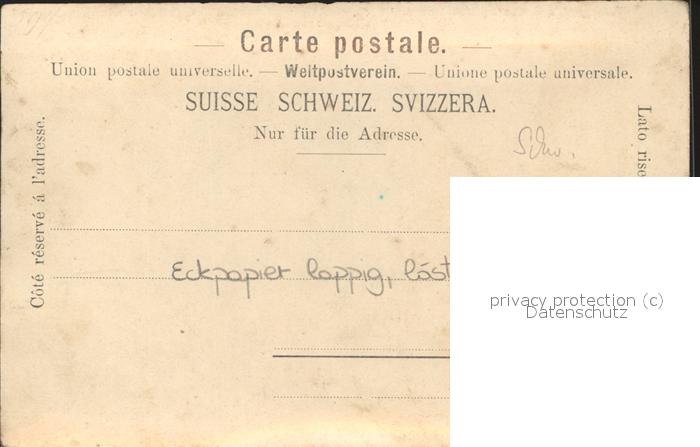 — Carte postale. —
Union postale universelle. — Weltpostverein. — Unione postale universale.
SUISSE SCHWEIZ. SVIZZERA.
Nur für die Adresse.
Côté réservé á l'adresse.
Lato rise
Eckpapier lappig,
privacy protection (c)
Datenschutz